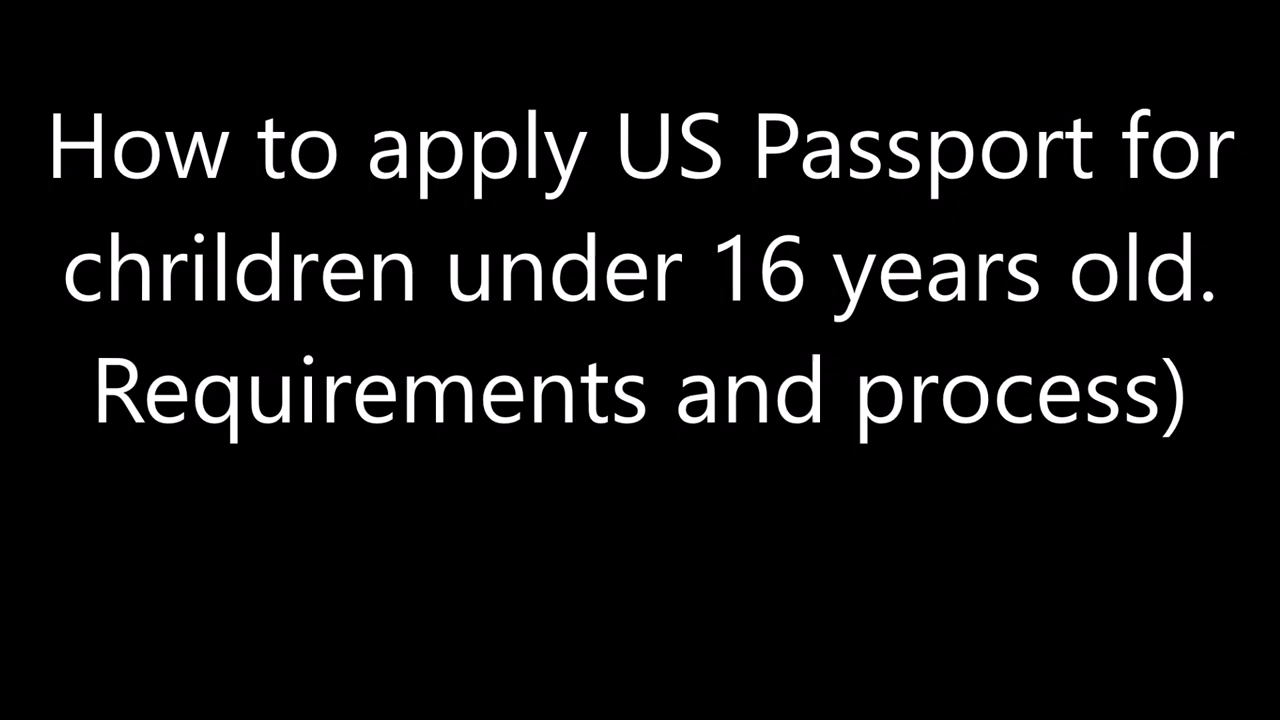 How to apply US Passport for
chrildren under 16 years old.
Requirements and process)